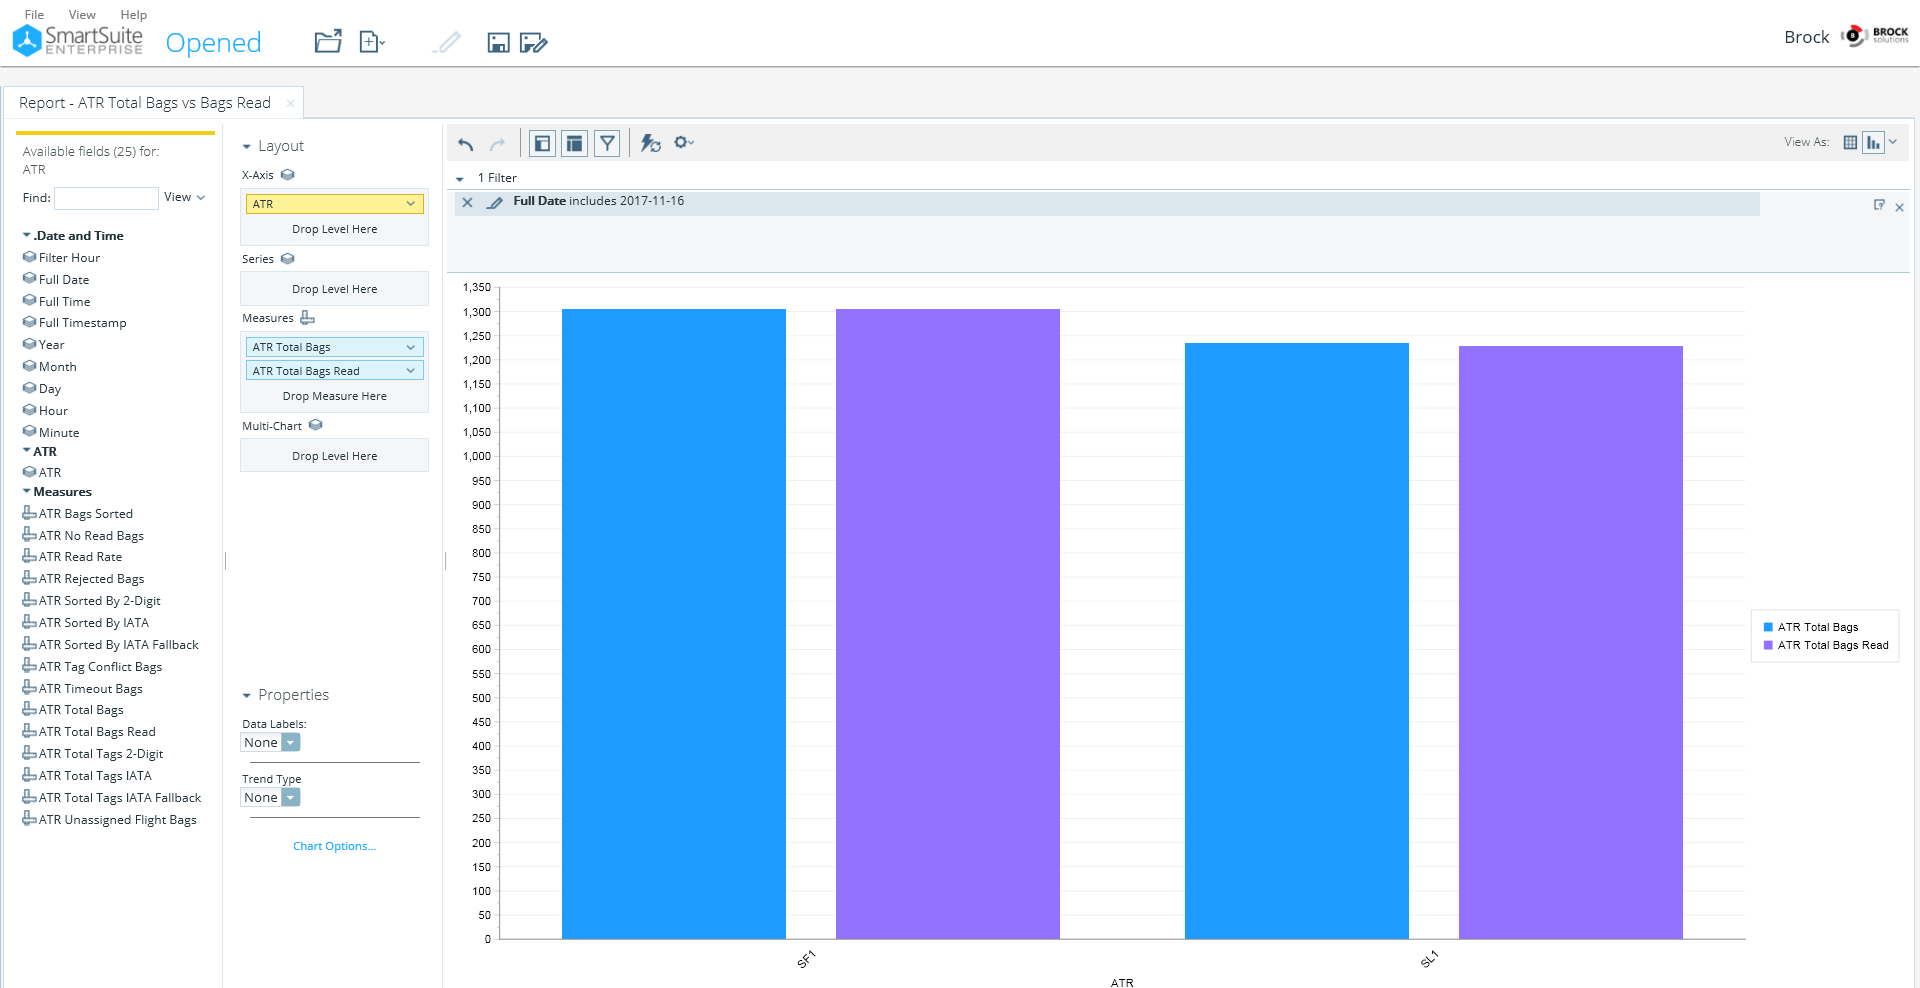 File View Help
SmartSuite
ENTERPRISE
Opened
Brock
BROCK
solutions
Report - ATR Total Bags vs Bags Read
Available fields (25) for:
ATR
Find:
View
.Date and Time
Filter Hour
Full Date
Full Time
Full Timestamp
Year
Month
Day
Hour
Minute
ATR
ATR
Measures
ATR Bags Sorted
ATR No Read Bags
ATR Read Rate
ATR Rejected Bags
ATR Sorted By 2-Digit
ATR Sorted By IATA
ATR Sorted By IATA Fallback
ATR Tag Conflict Bags
ATR Timeout Bags
ATR Total Bags
ATR Total Bags Read
ATR Total Tags 2-Digit
ATR Total Tags IATA
ATR Total Tags IATA Fallback
ATR Unassigned Flight Bags
Layout
X-Axis
ATR
Drop Level Here
Series
Drop Level Here
Measures
ATR Total Bags
ATR Total Bags Read
Drop Measure Here
Multi-Chart
Drop Level Here
Properties
Data Labels:
None
Trend Type
None
Chart Options...
View As:
1 Filter
Full Date includes 2017-11-16
1,350
1,300
1,250
1,200
1,150
1,100
1,050
1,000
950
900
850
800
750
700
650
600
550
500
450
400
350
300
250
200
150
100
50
0
SF1
SL1
ATR
ATR Total Bags
ATR Total Bags Read